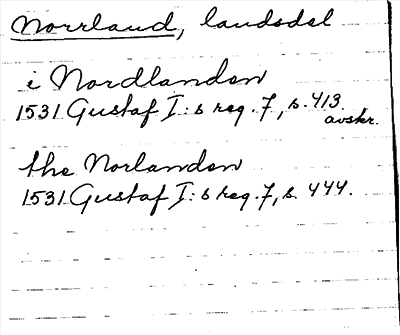 Norrland, landsdel
i Nordlanden
1531 Gustaf I:s reg. 7, s. 413.
avskr.
the Norlanden
1531 Gustaf I:s reg. 7, s. 444.